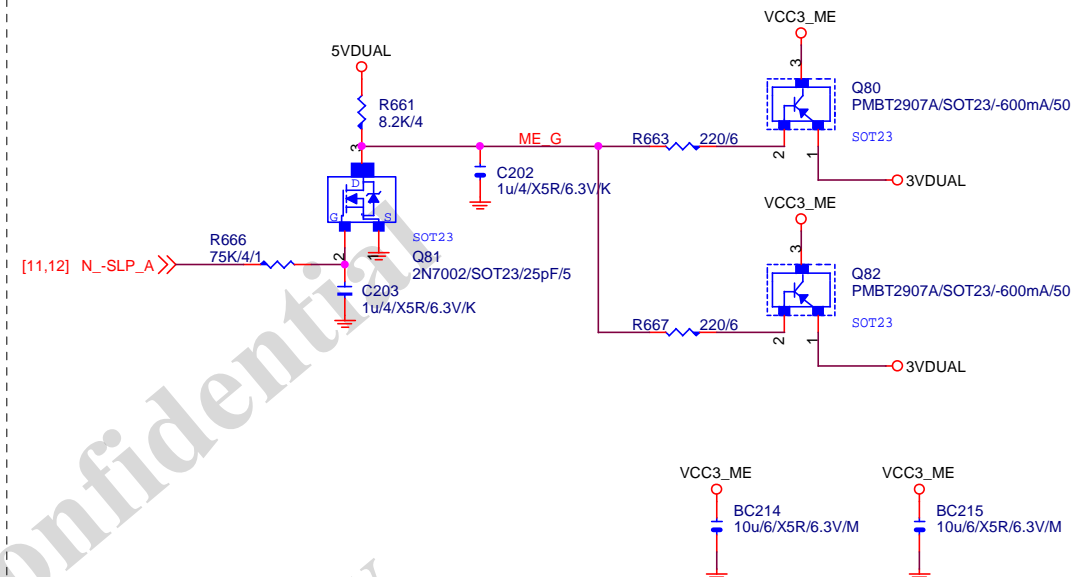 VCC3_ME
3
Q80
PMBT2907A/SOT23/-600mA/50
SOT23
2
1
3VDUAL
5VDUAL
R661
8.2K/4
3
ME_G
R663
220/6
C202
1u/4/X5R/6.3V/K
D
G
S
SOT23
Q81
2N7002/SOT23/25pF/5
2
1
[11,12] N_-SLP_A
R666
75K/4/1
C203
1u/4/X5R/6.3V/K
VCC3_ME
3
Q82
PMBT2907A/SOT23/-600mA/50
SOT23
R667
220/6
2
1
3VDUAL
VCC3_ME
BC214
10u/6/X5R/6.3V/M
VCC3_ME
BC215
10u/6/X5R/6.3V/M
onfidential